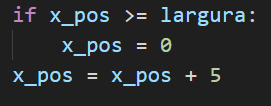 if x_pos >= largura:
    x_pos = 0
x_pos = x_pos + 5